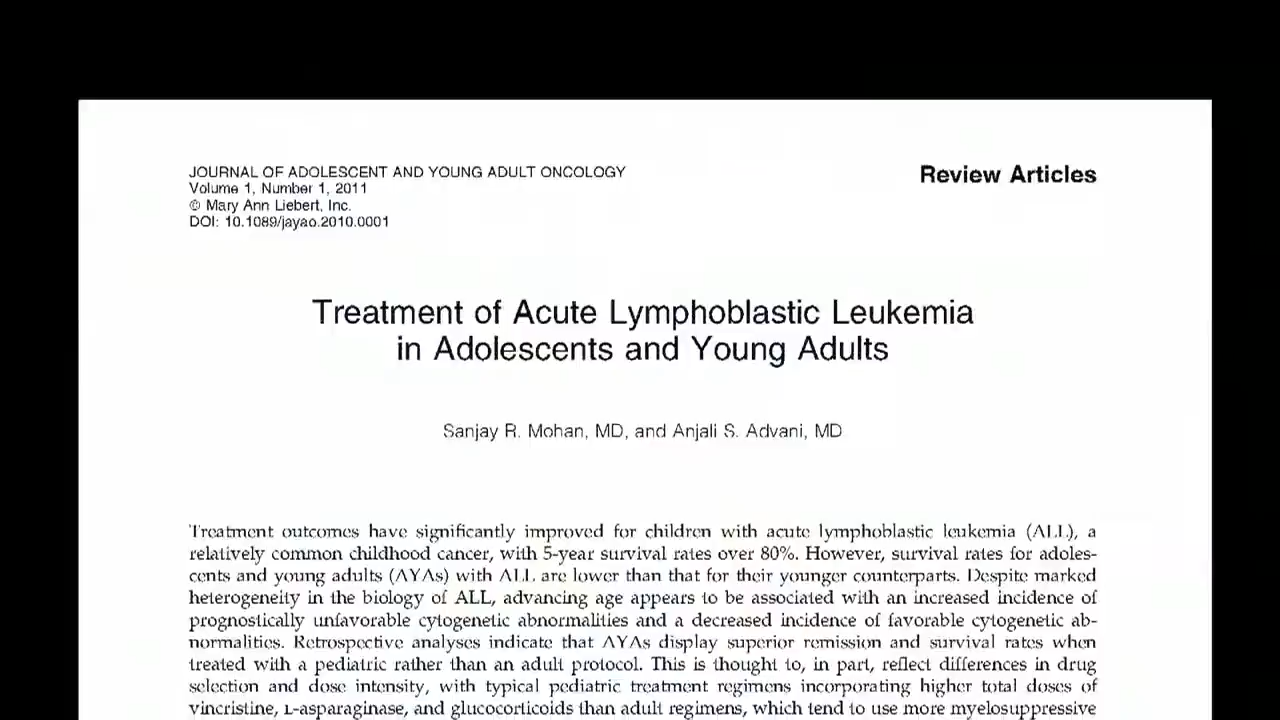 JOURNAL OF ADOLESCENT AND YOUNG ADULT ONCOLOGY
Volume 1, Number 1, 2011
© Mary Ann Liebert, Inc.
DOI: 10.1089/jayao.2010.0001
Review Articles
Treatment of Acute Lymphoblastic Leukemia
in Adolescents and Young Adults
Sanjay R. Mohan, MD, and Anjali S. Advani, MD
Treatment outcomes have significantly improved for children with acute lymphoblastic leukemia (ALL), a
relatively common childhood cancer, with 5-year survival rates over 80%. However, survival rates for adoles-
cents and young adults (AYAs) with ALL are lower than that for their younger counterparts. Despite marked
heterogeneity in the biology of ALL, advancing age appears to be associated with an increased incidence of
prognostically unfavorable cytogenetic abnormalities and a decreased incidence of favorable cytogenetic ab-
normalities. Retrospective analyses indicate that AYAs display superior remission and survival rates when
treated with a pediatric rather than an adult protocol. This is thought to, in part, reflect differences in drug
selection and dose intensity, with typical pediatric treatment regimens incorporating higher total doses of
vincristine, L-asparaginase, and glucocorticoids than adult regimens, which tend to use more myelosuppressive